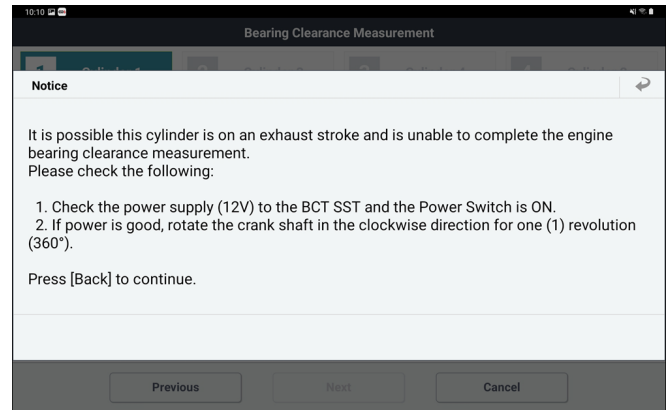 10:10
Bearing Clearance Measurement
Notice
It is possible this cylinder is on an exhaust stroke and is unable to complete the engine
bearing clearance measurement.
Please check the following:
1. Check the power supply (12V) to the BCT SST and the Power Switch is ON.
2. If power is good, rotate the crank shaft in the clockwise direction for one (1) revolution
(360°).
Press [Back] to continue.
Previous
Next
Cancel